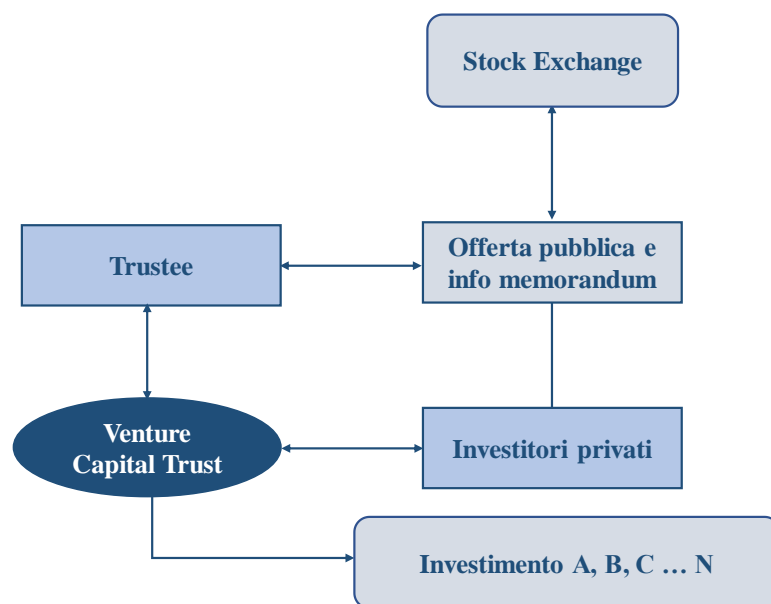 Stock Exchange
Trustee
Offerta pubblica e
info memorandum
Venture
Capital Trust
Investitori privati
Investimento A, B, C … N